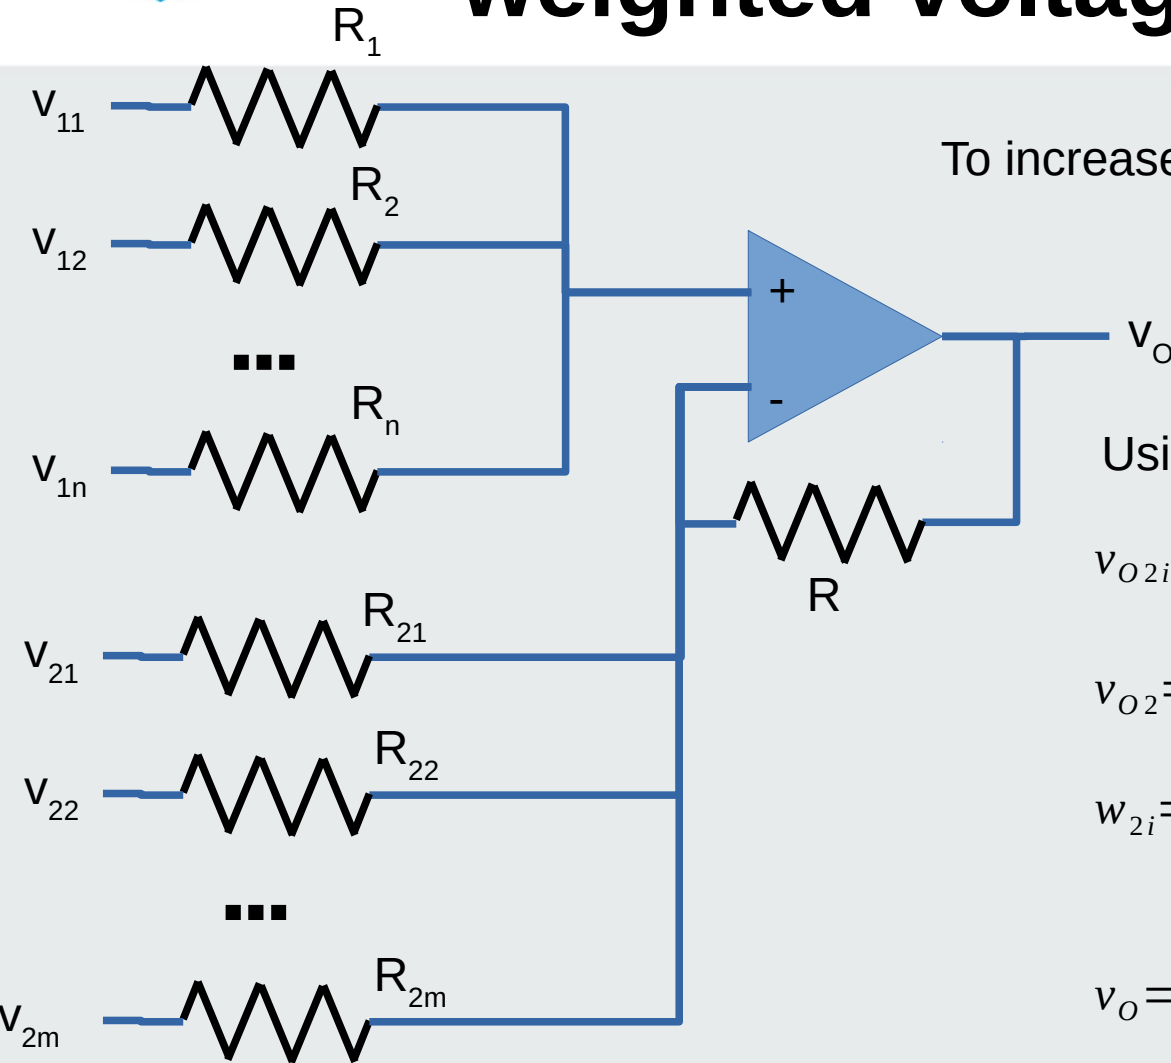 weighted voltag
R1
v11
To increase
R2
v12
+
vO
Rn
-
v1n
Usi
vO2i
R
R21
v21
vO2=
R22
v22
w2i=
R2m
vO=
v2m